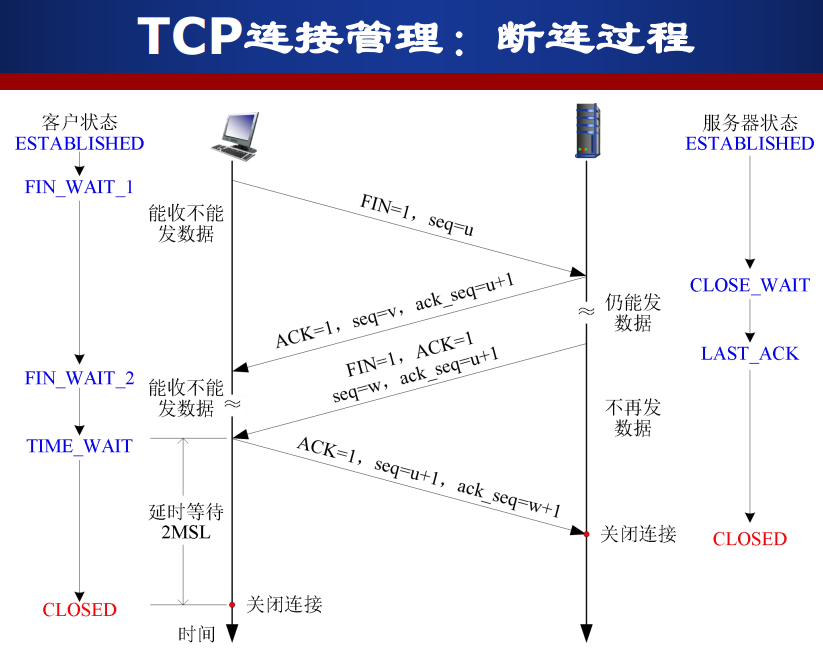 TCP连接管理：断连过程
客户状态
ESTABLISHED
服务器状态
ESTABLISHED
FIN_WAIT_1
能收不能
发数据
FIN=1，seq=u
CLOSE_WAIT
ACK=1，seq=v，ack_seq=u+1
≈
仍能发
数据
FIN=1，ACK=1
seq=w，ack_seq=u+1
LAST_ACK
FIN_WAIT_2
能收不能
发数据
≈
不再发
数据
TIME_WAIT
ACK=1，seq=u+1，ack_seq=w+1
延时等待
2MSL
关闭连接
CLOSED
CLOSED
关闭连接
时间